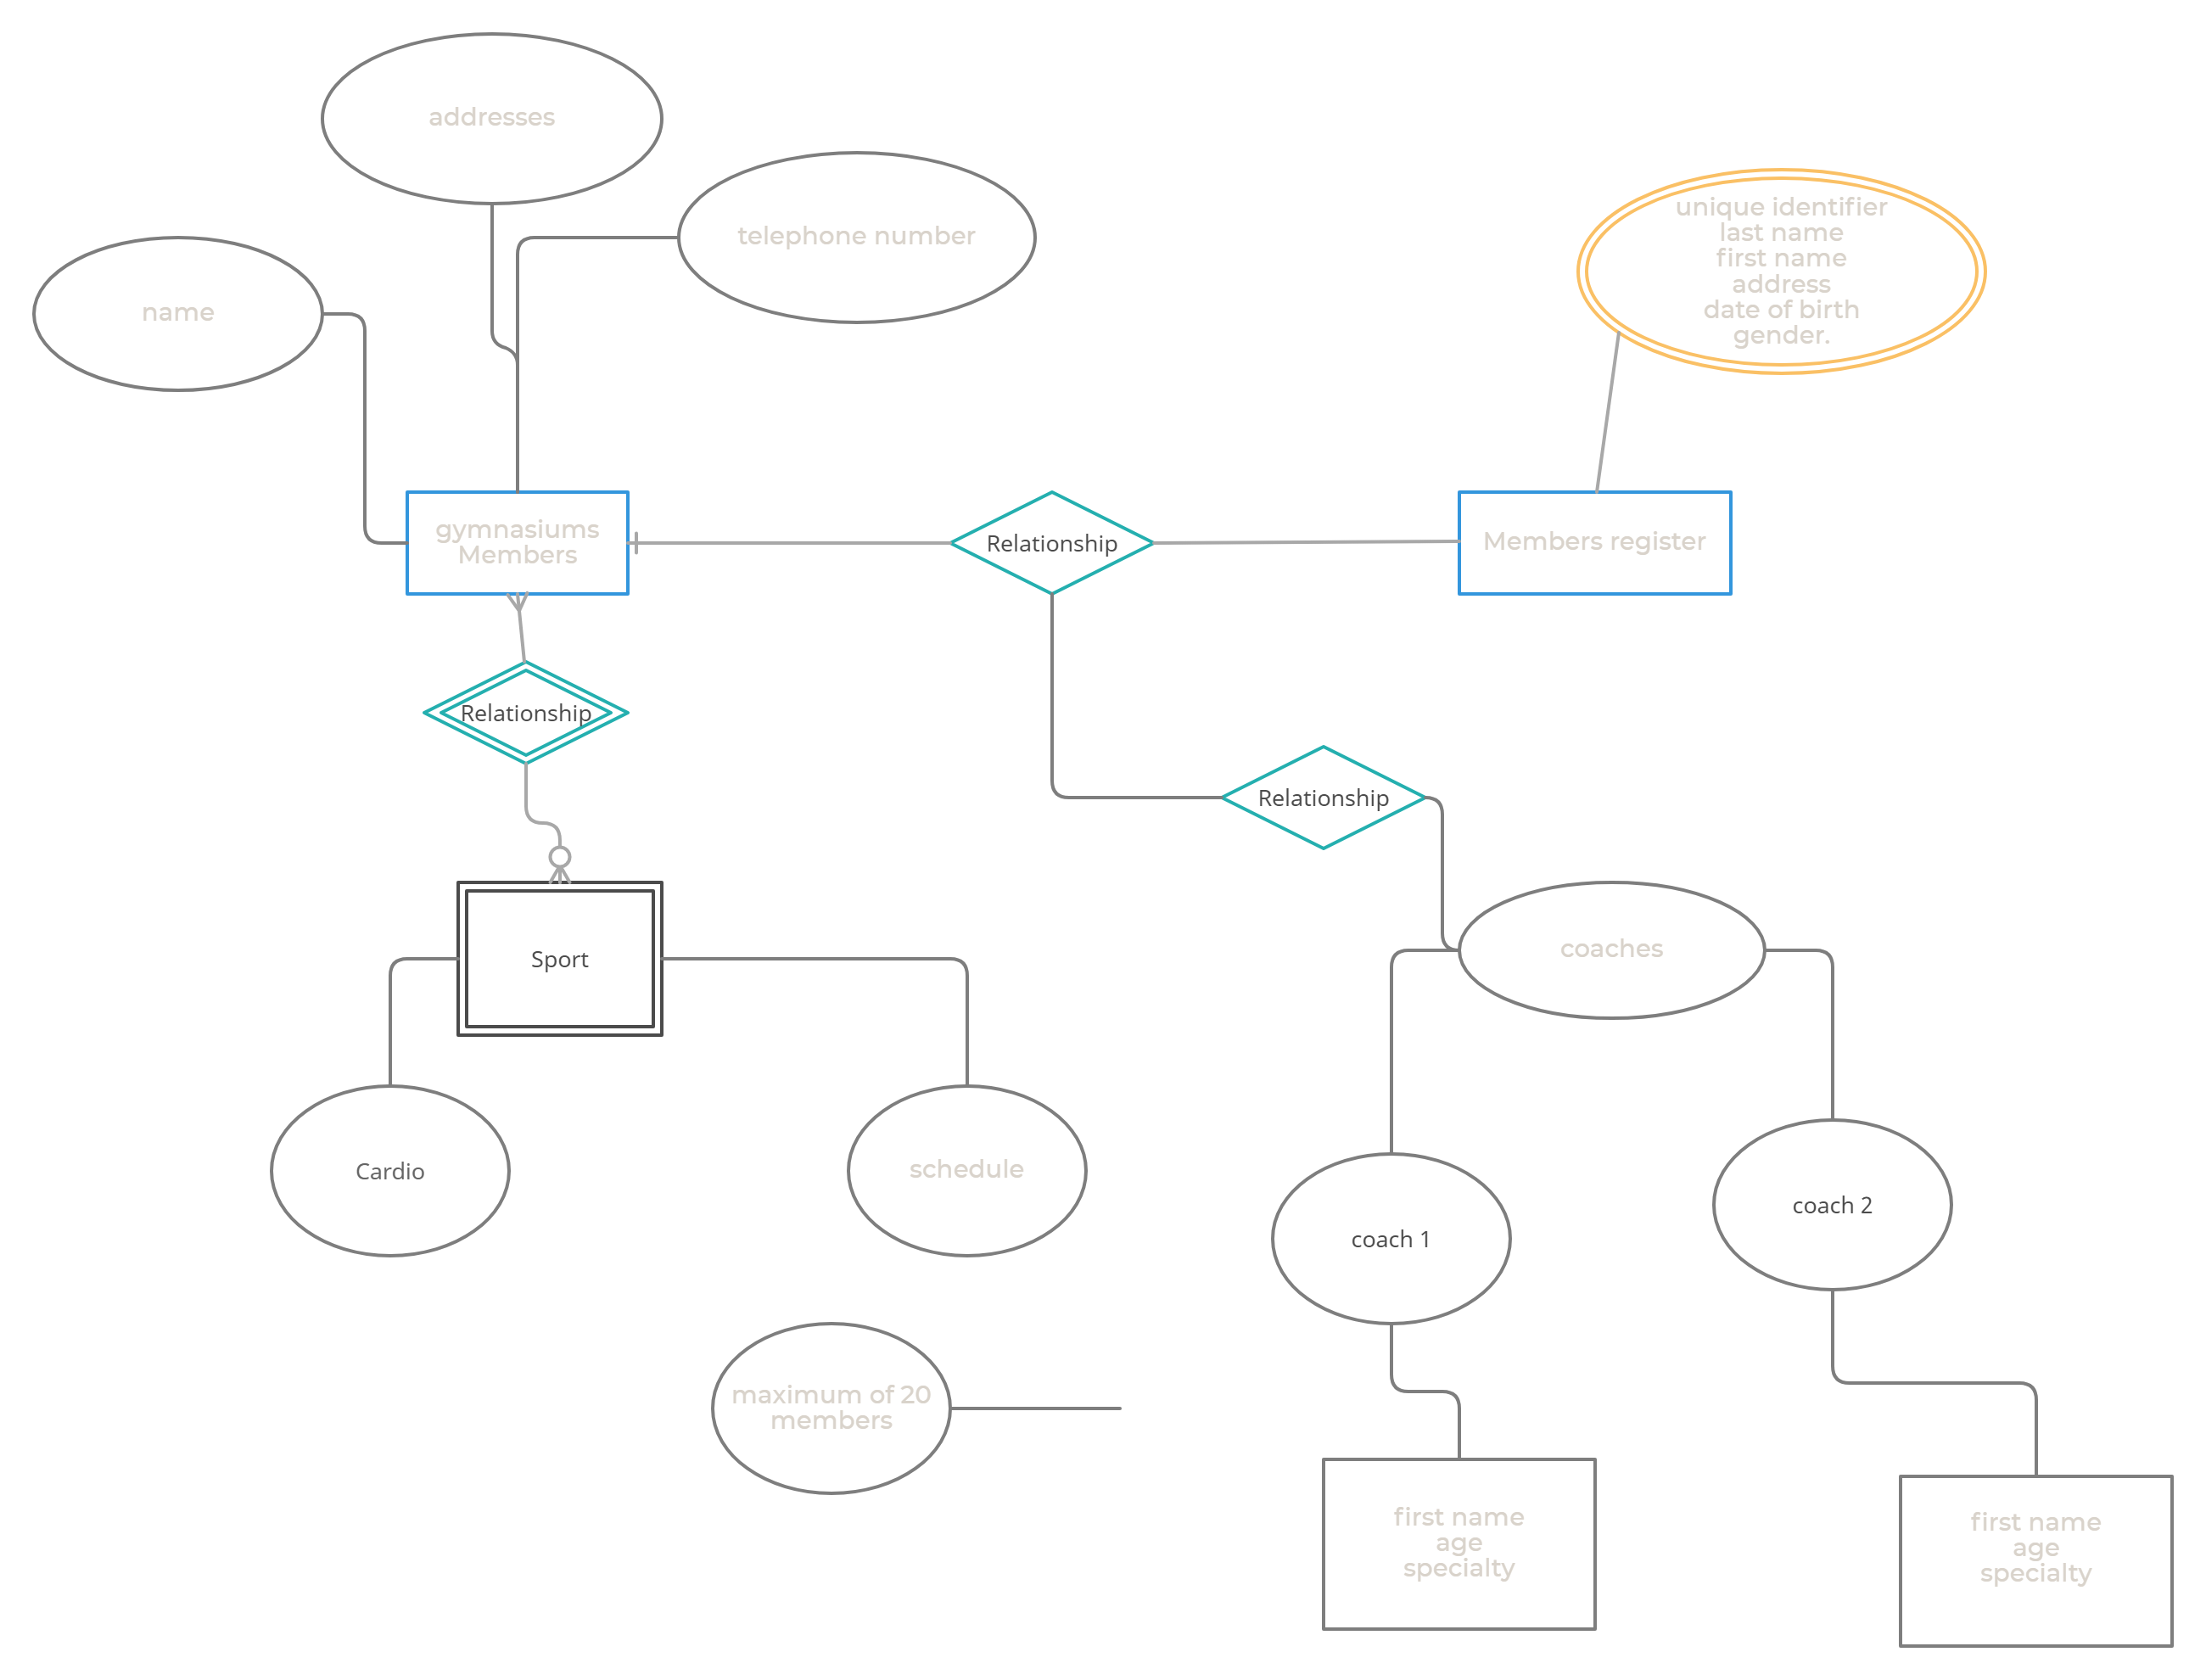 addresses
telephone number
name
unique identifier
last name
first name
address
date of birth
gender.
gymnasiums
Members
Relationship
Members register
Relationship
Relationship
Sport
coaches
Cardio
schedule
coach 1
coach 2
maximum of 20
members
first name
age
specialty
first name
age
specialty